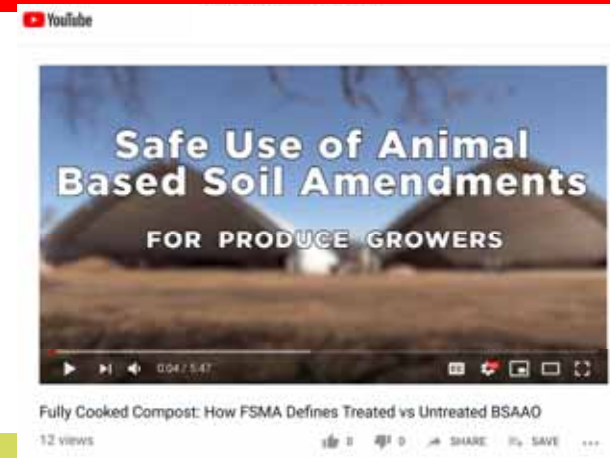 YouTube
Safe Use of Animal
Based Soil Amendments
FOR PRODUCE GROWERS
0:04 / 5:47
CC
Fully Cooked Compost: How FSMA Defines Treated vs Untreated BSAAO
12 views
0
0
SHARE
SAVE